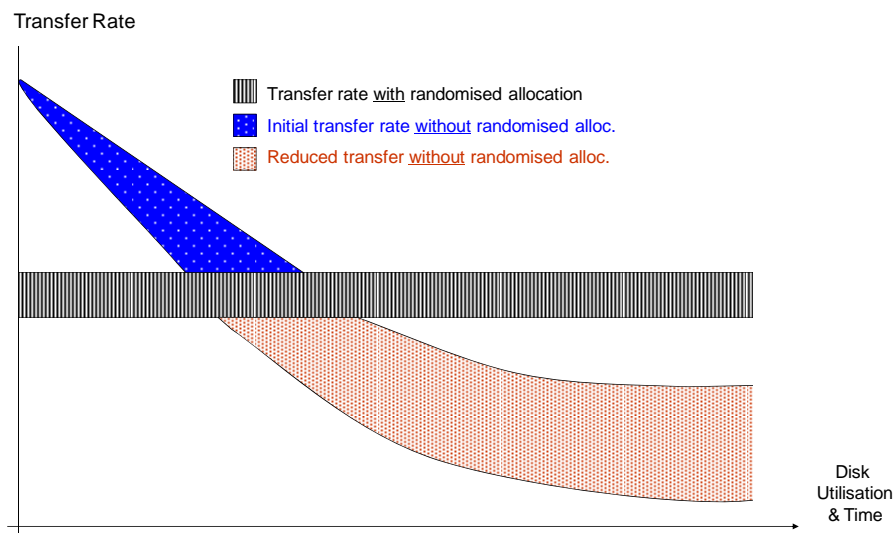 Transfer Rate
Transfer rate with randomised allocation
Initial transfer rate without randomised alloc.
Reduced transfer without randomised alloc.
Disk
Utilisation
& Time